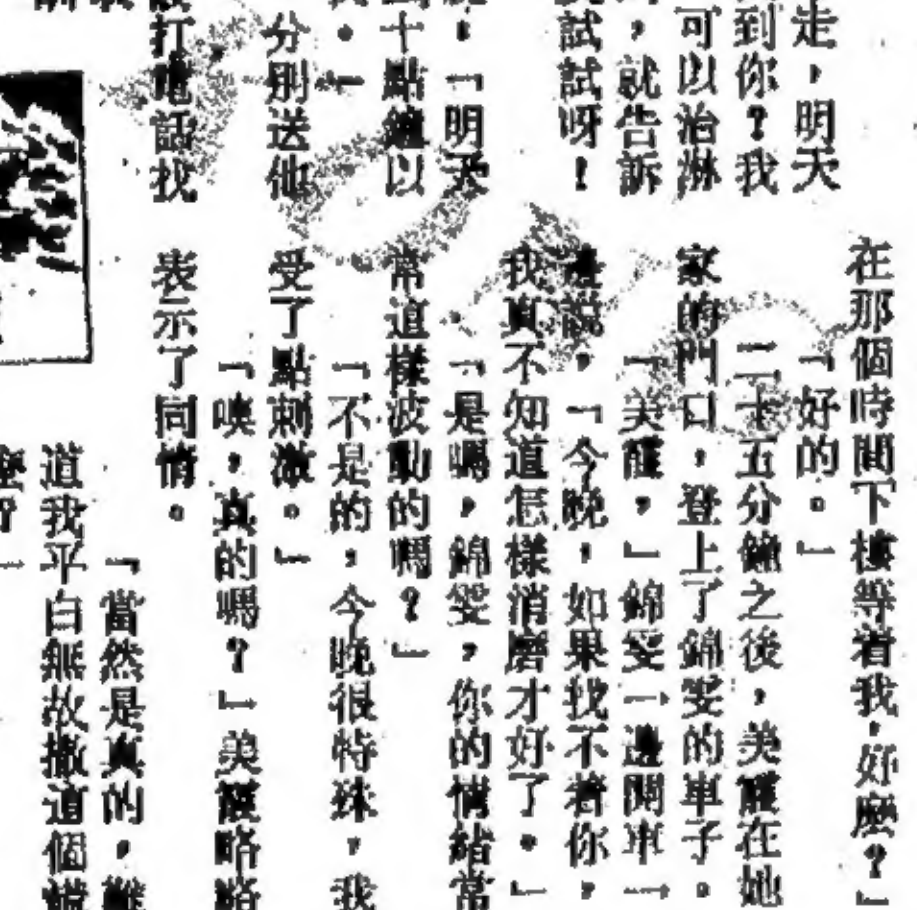 走，明天
到你？我
可以治淋
，就告訴
試試呀！
，「明天
十點鐘以
。」
分別送他
打電話找
在那個時間下樓等着我，好麼？」
「好的。」
二十五分鐘之後，美在她
家的門口，登上了錦雯的車子。
「美，」錦雯一邊開車一
邊說，「今晚，如果找不着你，
我真不知道怎樣消磨才好了。」
「是嗎，錦雯，你的情緒常
常這樣波動的嗎？」
「不是的，今晚很特殊，我
受了點刺激。」
「噢，真的嗎？」美略略
表示了同情。
「當然是真的，難
道我平白無故撒這個謊